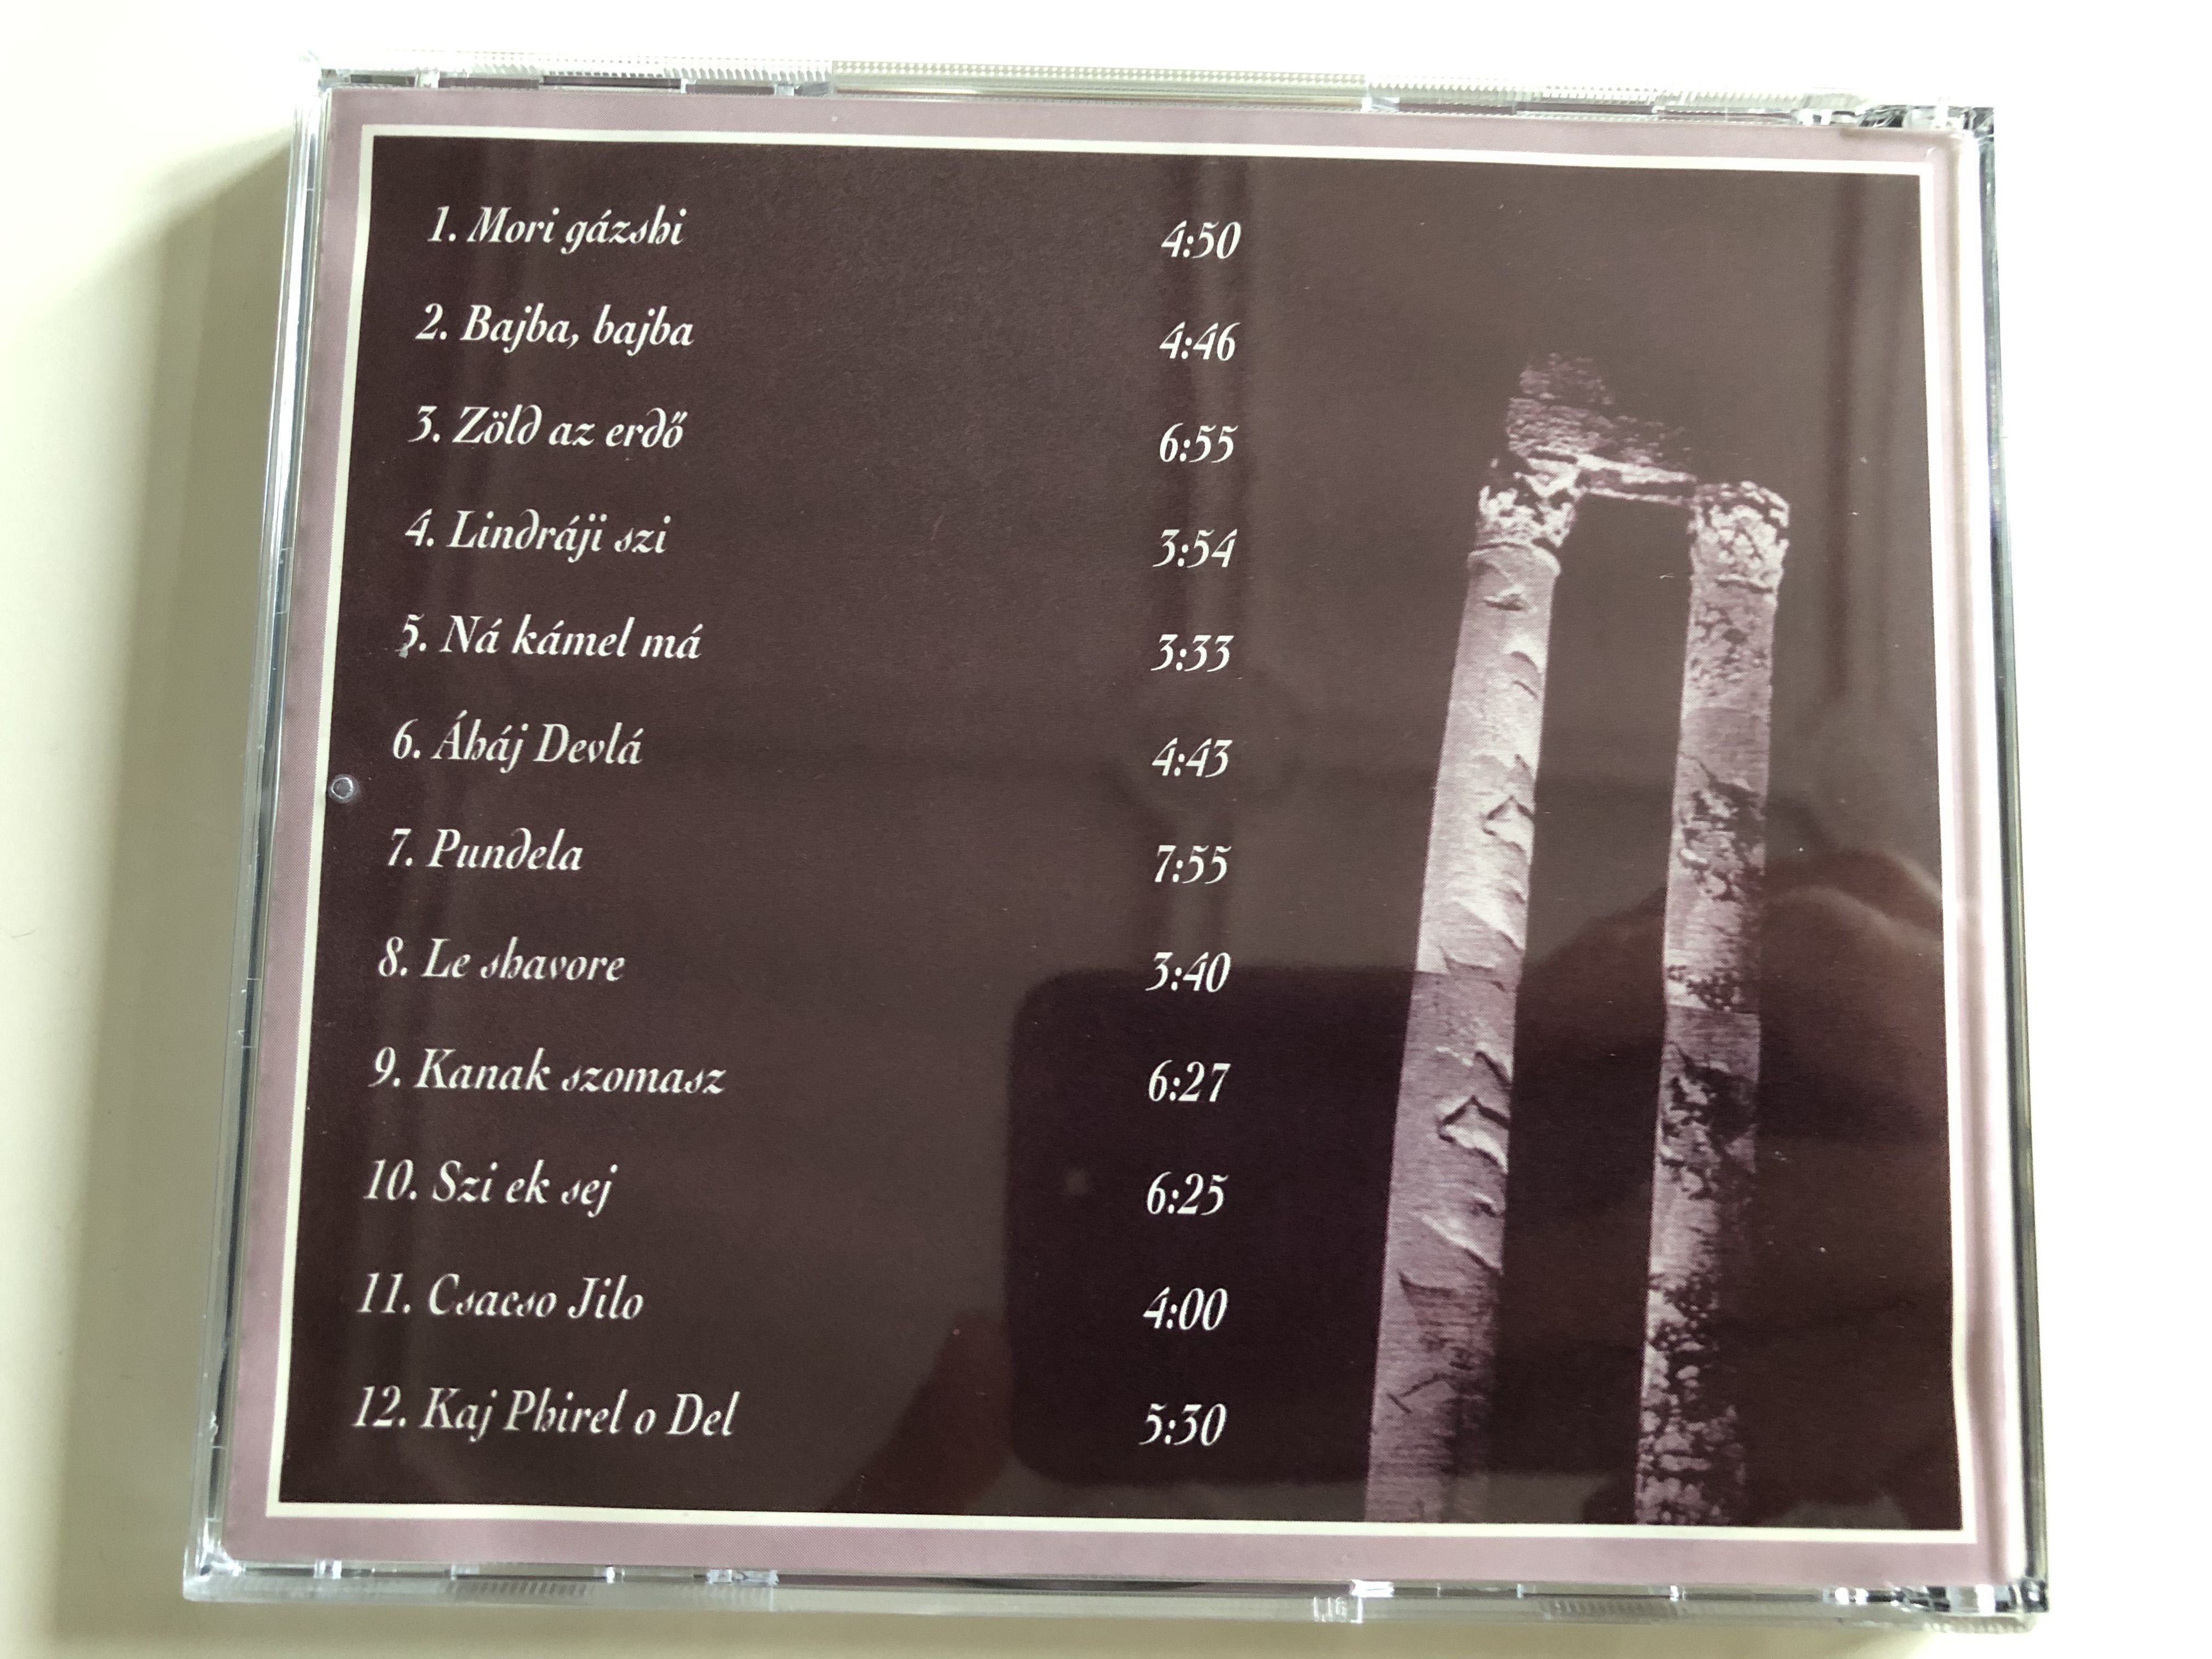 1. Mori gázshi 4:50
2. Bajba, bajba 4:46
3. Zöld az erdő 6:55
4. Lindráji szi 3:54
5. Ná kámel má 3:33
6. Áháj Devlá 4:43
7. Pundela 7:55
8. Le shavore 3:40
9. Kanak szomasz 6:27
10. Szi ek sej 6:25
11. Csacso Jilo 4:00
12. Kaj Phirel o Del 5:30